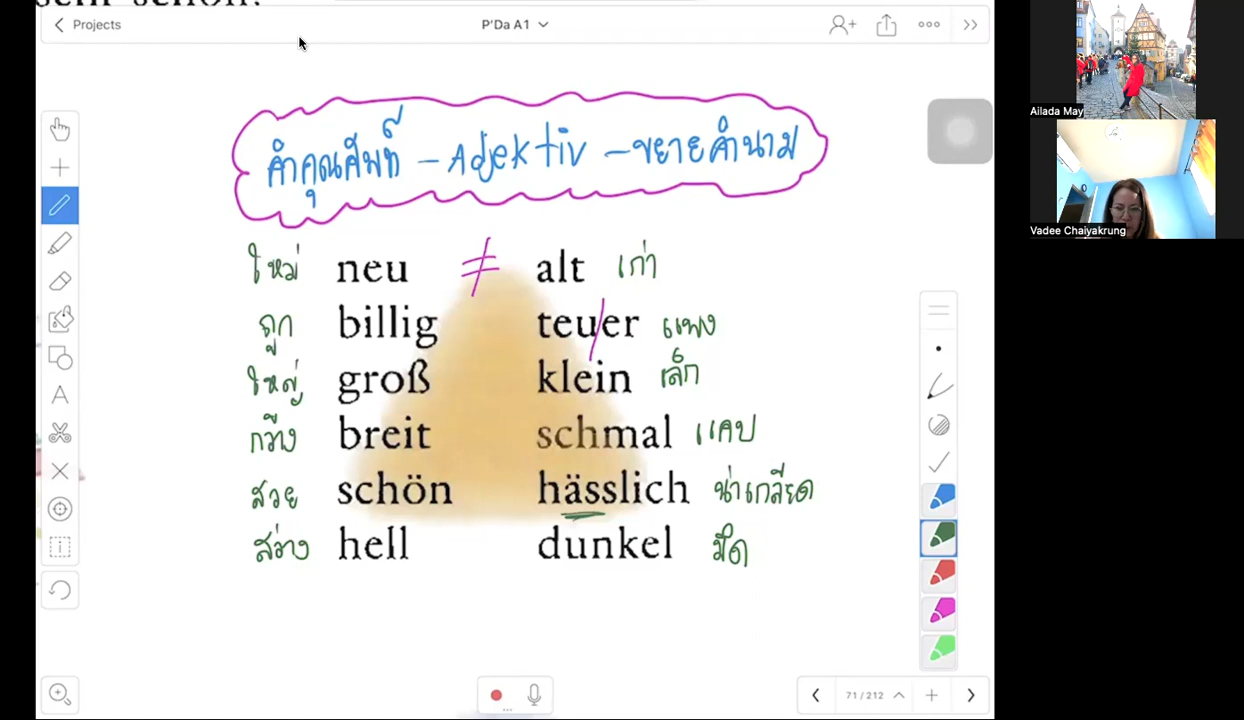 sehr schön.
Projects
P'Da A1
คำคุณศัพท์ – Adjektiv – ขยายคำนาม
ใหม่ neu ≠ alt เก่า
ถูก billig teuer แพง
ใหญ่ groß klein เล็ก
กว้าง breit schmal แคบ
สวย schön hässlich น่าเกลียด
สว่าง hell dunkel มืด
71 / 212
Ailada May
Vadee Chaiyakrung